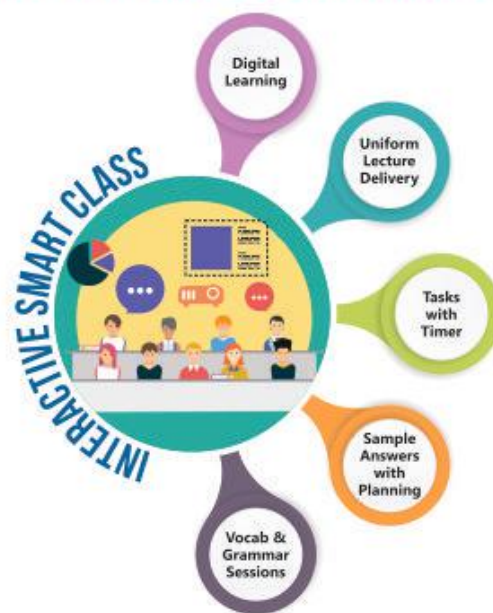 INTERACTIVE SMART CLASS
Digital
Learning
Uniform
Lecture
Delivery
Tasks
with
Timer
Sample
Answers
with
Planning
Vocab &
Grammar
Sessions